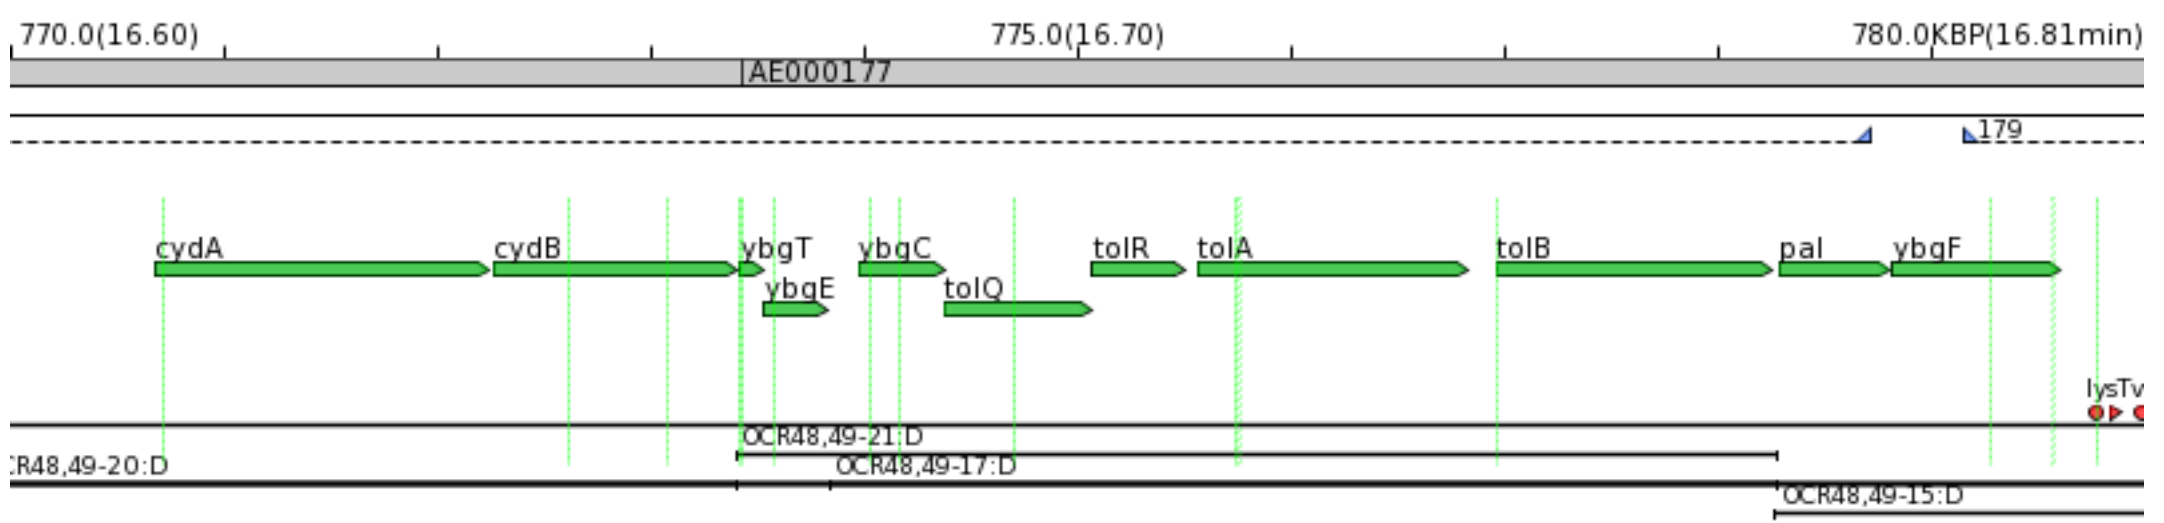 770.0(16.60) 775.0(16.70) 780.0KBP(16.81min)
AE000177
179
cydA cydB ybgT ybgC tolR tolA tolB pal ybgF
ybgE tolQ
lysTv
OCR48,49-21:D
CR48,49-20:D OCR48,49-17:D
OCR48,49-15:D